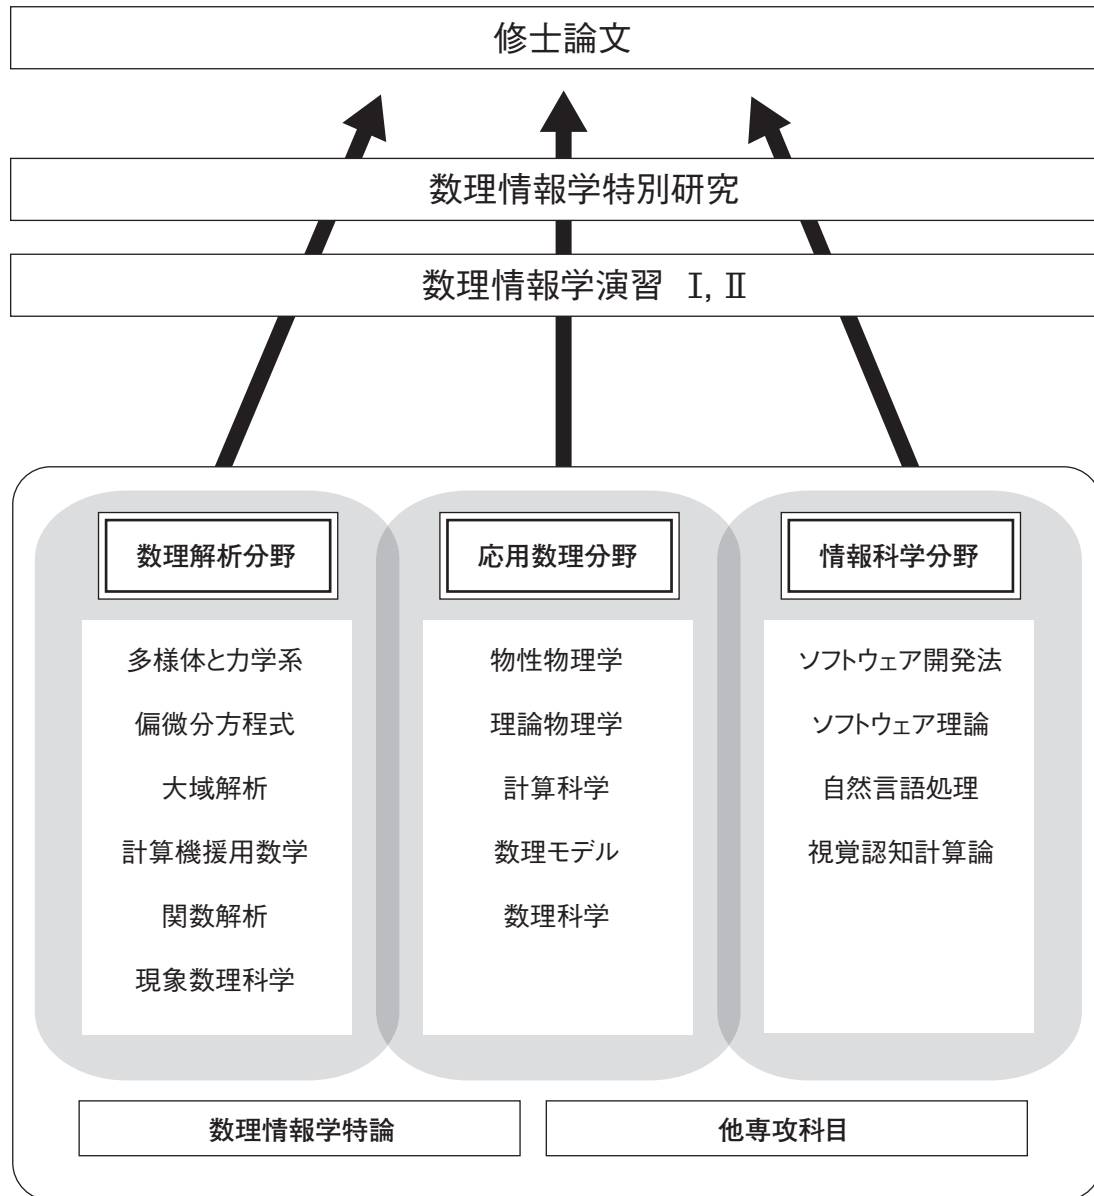 修士論文
数理情報学特別研究
数理情報学演習 Ⅰ, Ⅱ
数理解析分野
多様体と力学系
偏微分方程式
大域解析
計算機援用数学
関数解析
現象数理科学
応用数理分野
物性物理学
理論物理学
計算科学
数理モデル
数理科学
情報科学分野
ソフトウェア開発法
ソフトウェア理論
自然言語処理
視覚認知計算論
数理情報学特論
他専攻科目